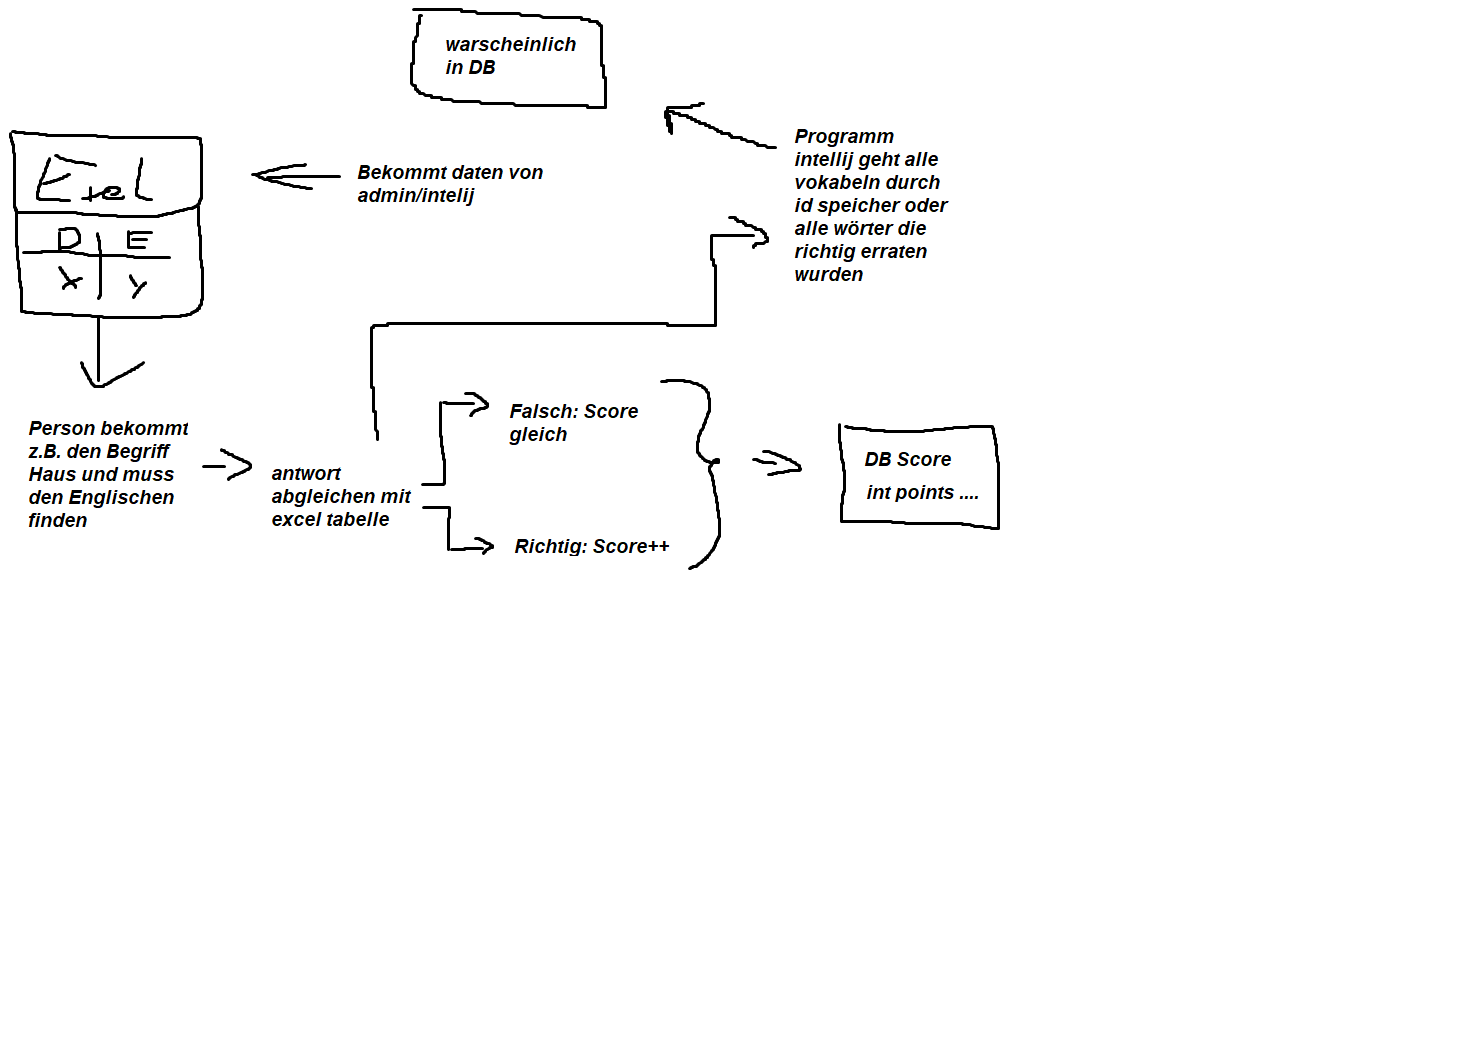 warscheinlich
in DB
Exel
D E
X Y
Bekommt daten von
admin/intelij
Programm
intellij geht alle
vokabeln durch
id speicher oder
alle wörter die
richtig erraten
wurden
Person bekommt
z.B. den Begriff
Haus und muss
den Englischen
finden
antwort
abgleichen mit
excel tabelle
Falsch: Score
gleich
Richtig: Score++
DB Score
int points ....